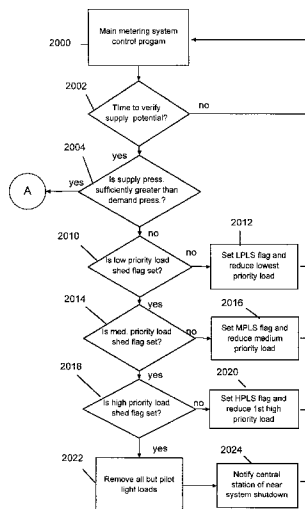 2000
Main metering system
control progam
2002
Time to verify
supply potential?
no
yes
2004
Is supply press.
sufficiently greater than
demand press.?
yes
A
no
2010
Is low priority load
shed flag set?
no
2012
Set LPLS flag and
reduce lowest
priority load
yes
2014
Is med. priority load
shed flag set?
no
2016
Set MPLS flag and
reduce medium
priority load
yes
2018
Is high priority load
shed flag set?
no
2020
Set HPLS flag and
reduce 1st high
priority load
yes
2022
Remove all but pilot
light loads
2024
Notify central
station of near
system shutdown